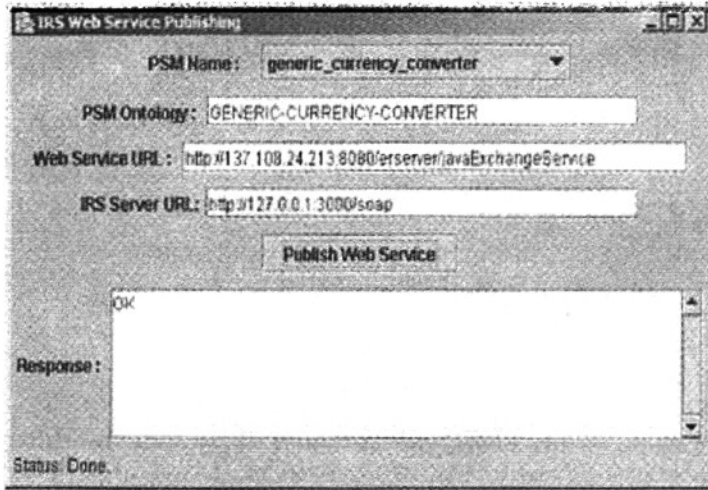 IRS Web Service Publishing
PSM Name : generic_currency_converter
PSM Ontology : GENERIC-CURRENCY-CONVERTER
Web Service URL : http://137.108.24.213:8080/erserver/javaExchangeService
IRS Server URL: http://127.0.0.1:3000/soap
Publish Web Service
OK
Response :
Status: Done.